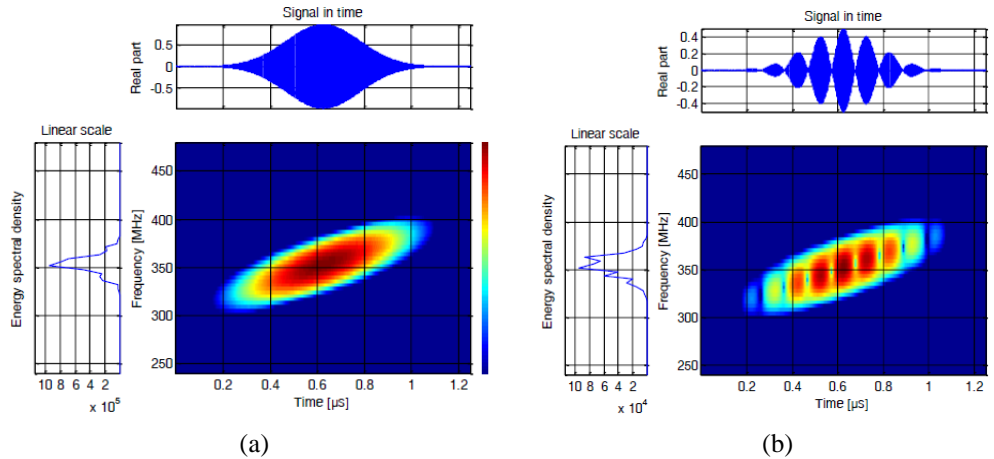 Signal in time
Real part
0.5
0
-0.5
Linear scale
Energy spectral density
10 8 6 4 2
x 10^5
Frequency [MHz]
450
400
350
300
250
0.2 0.4 0.6 0.8 1 1.2
Time [µs]
(a)
Signal in time
Real part
0.4
0.2
0
-0.2
-0.4
Linear scale
Energy spectral density
10 8 6 4 2
x 10^4
Frequency [MHz]
450
400
350
300
250
0.2 0.4 0.6 0.8 1 1.2
Time [µs]
(b)